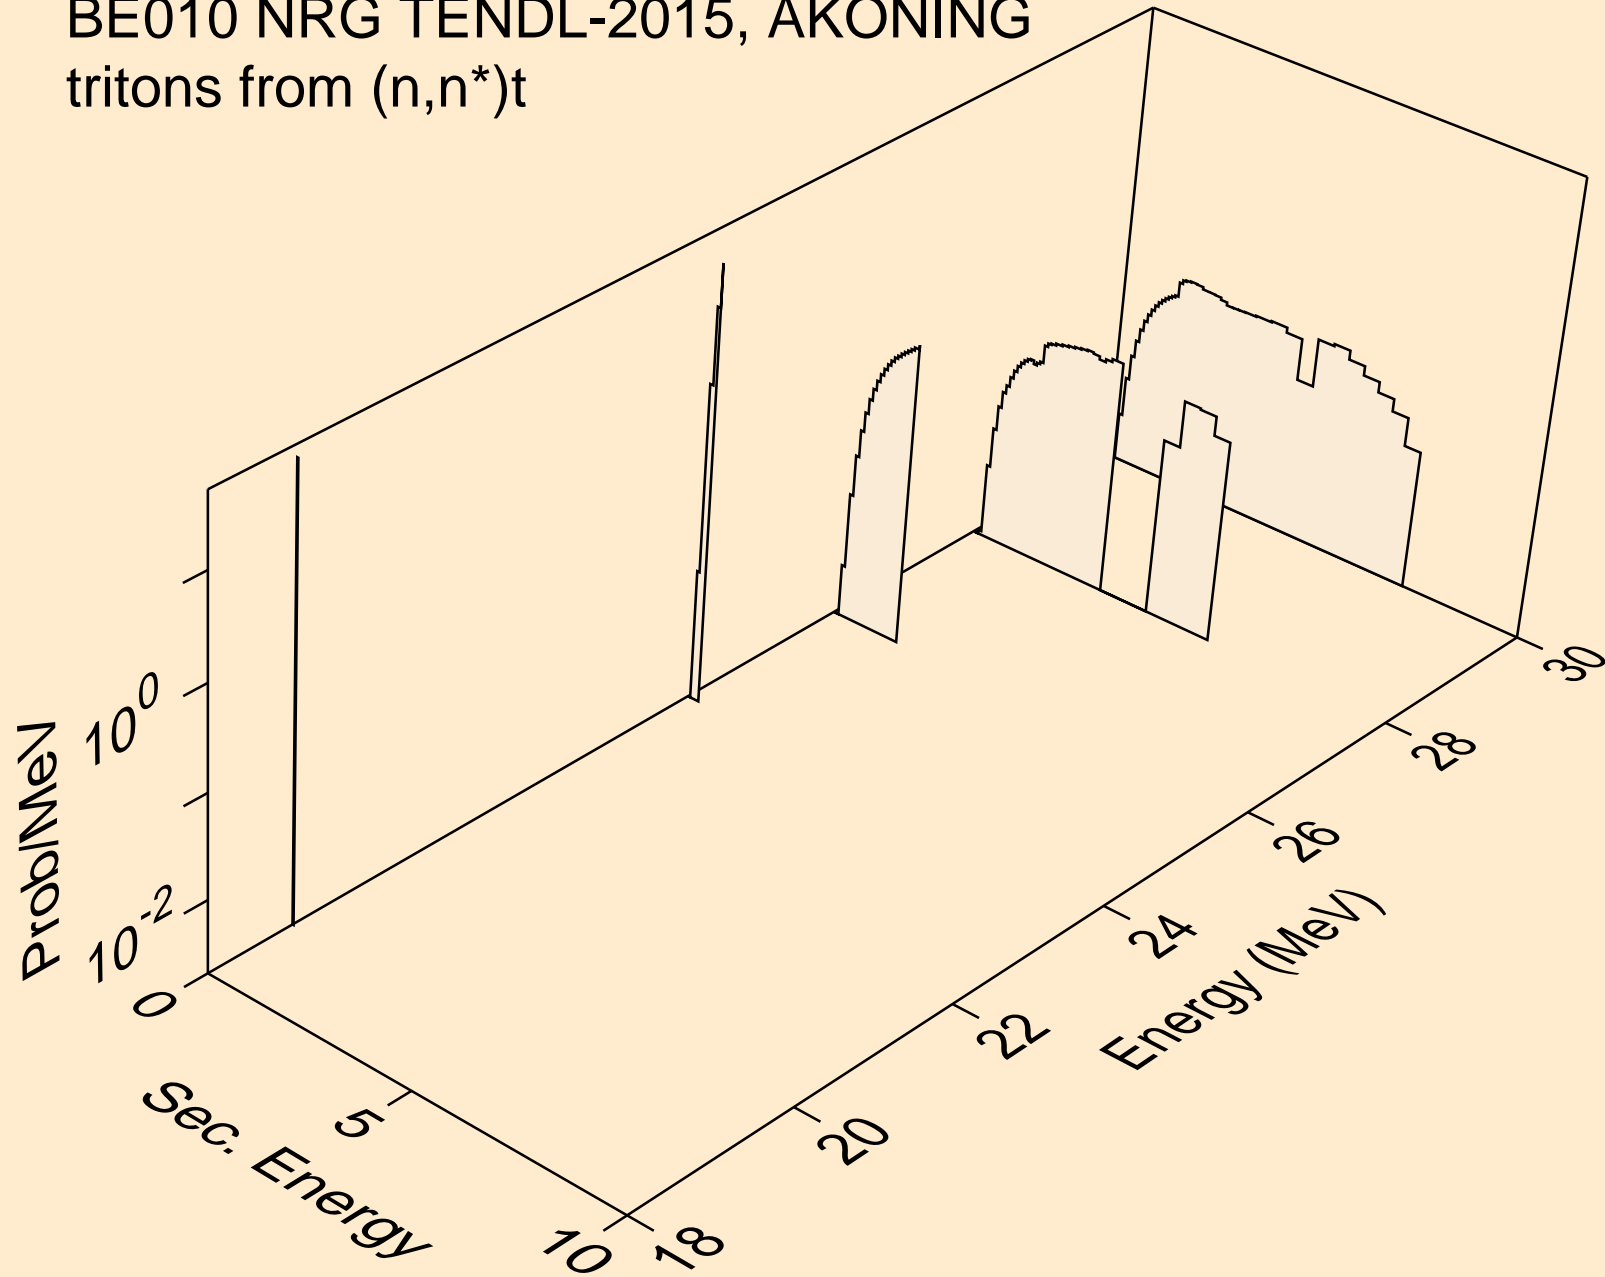 BE010 NRG TENDL-2015, AKONING
tritons from (n,n*)t
Prob/MeV
10^0
10^-2
0
5
10
Sec. Energy
18
20
22
24
26
28
30
Energy (MeV)